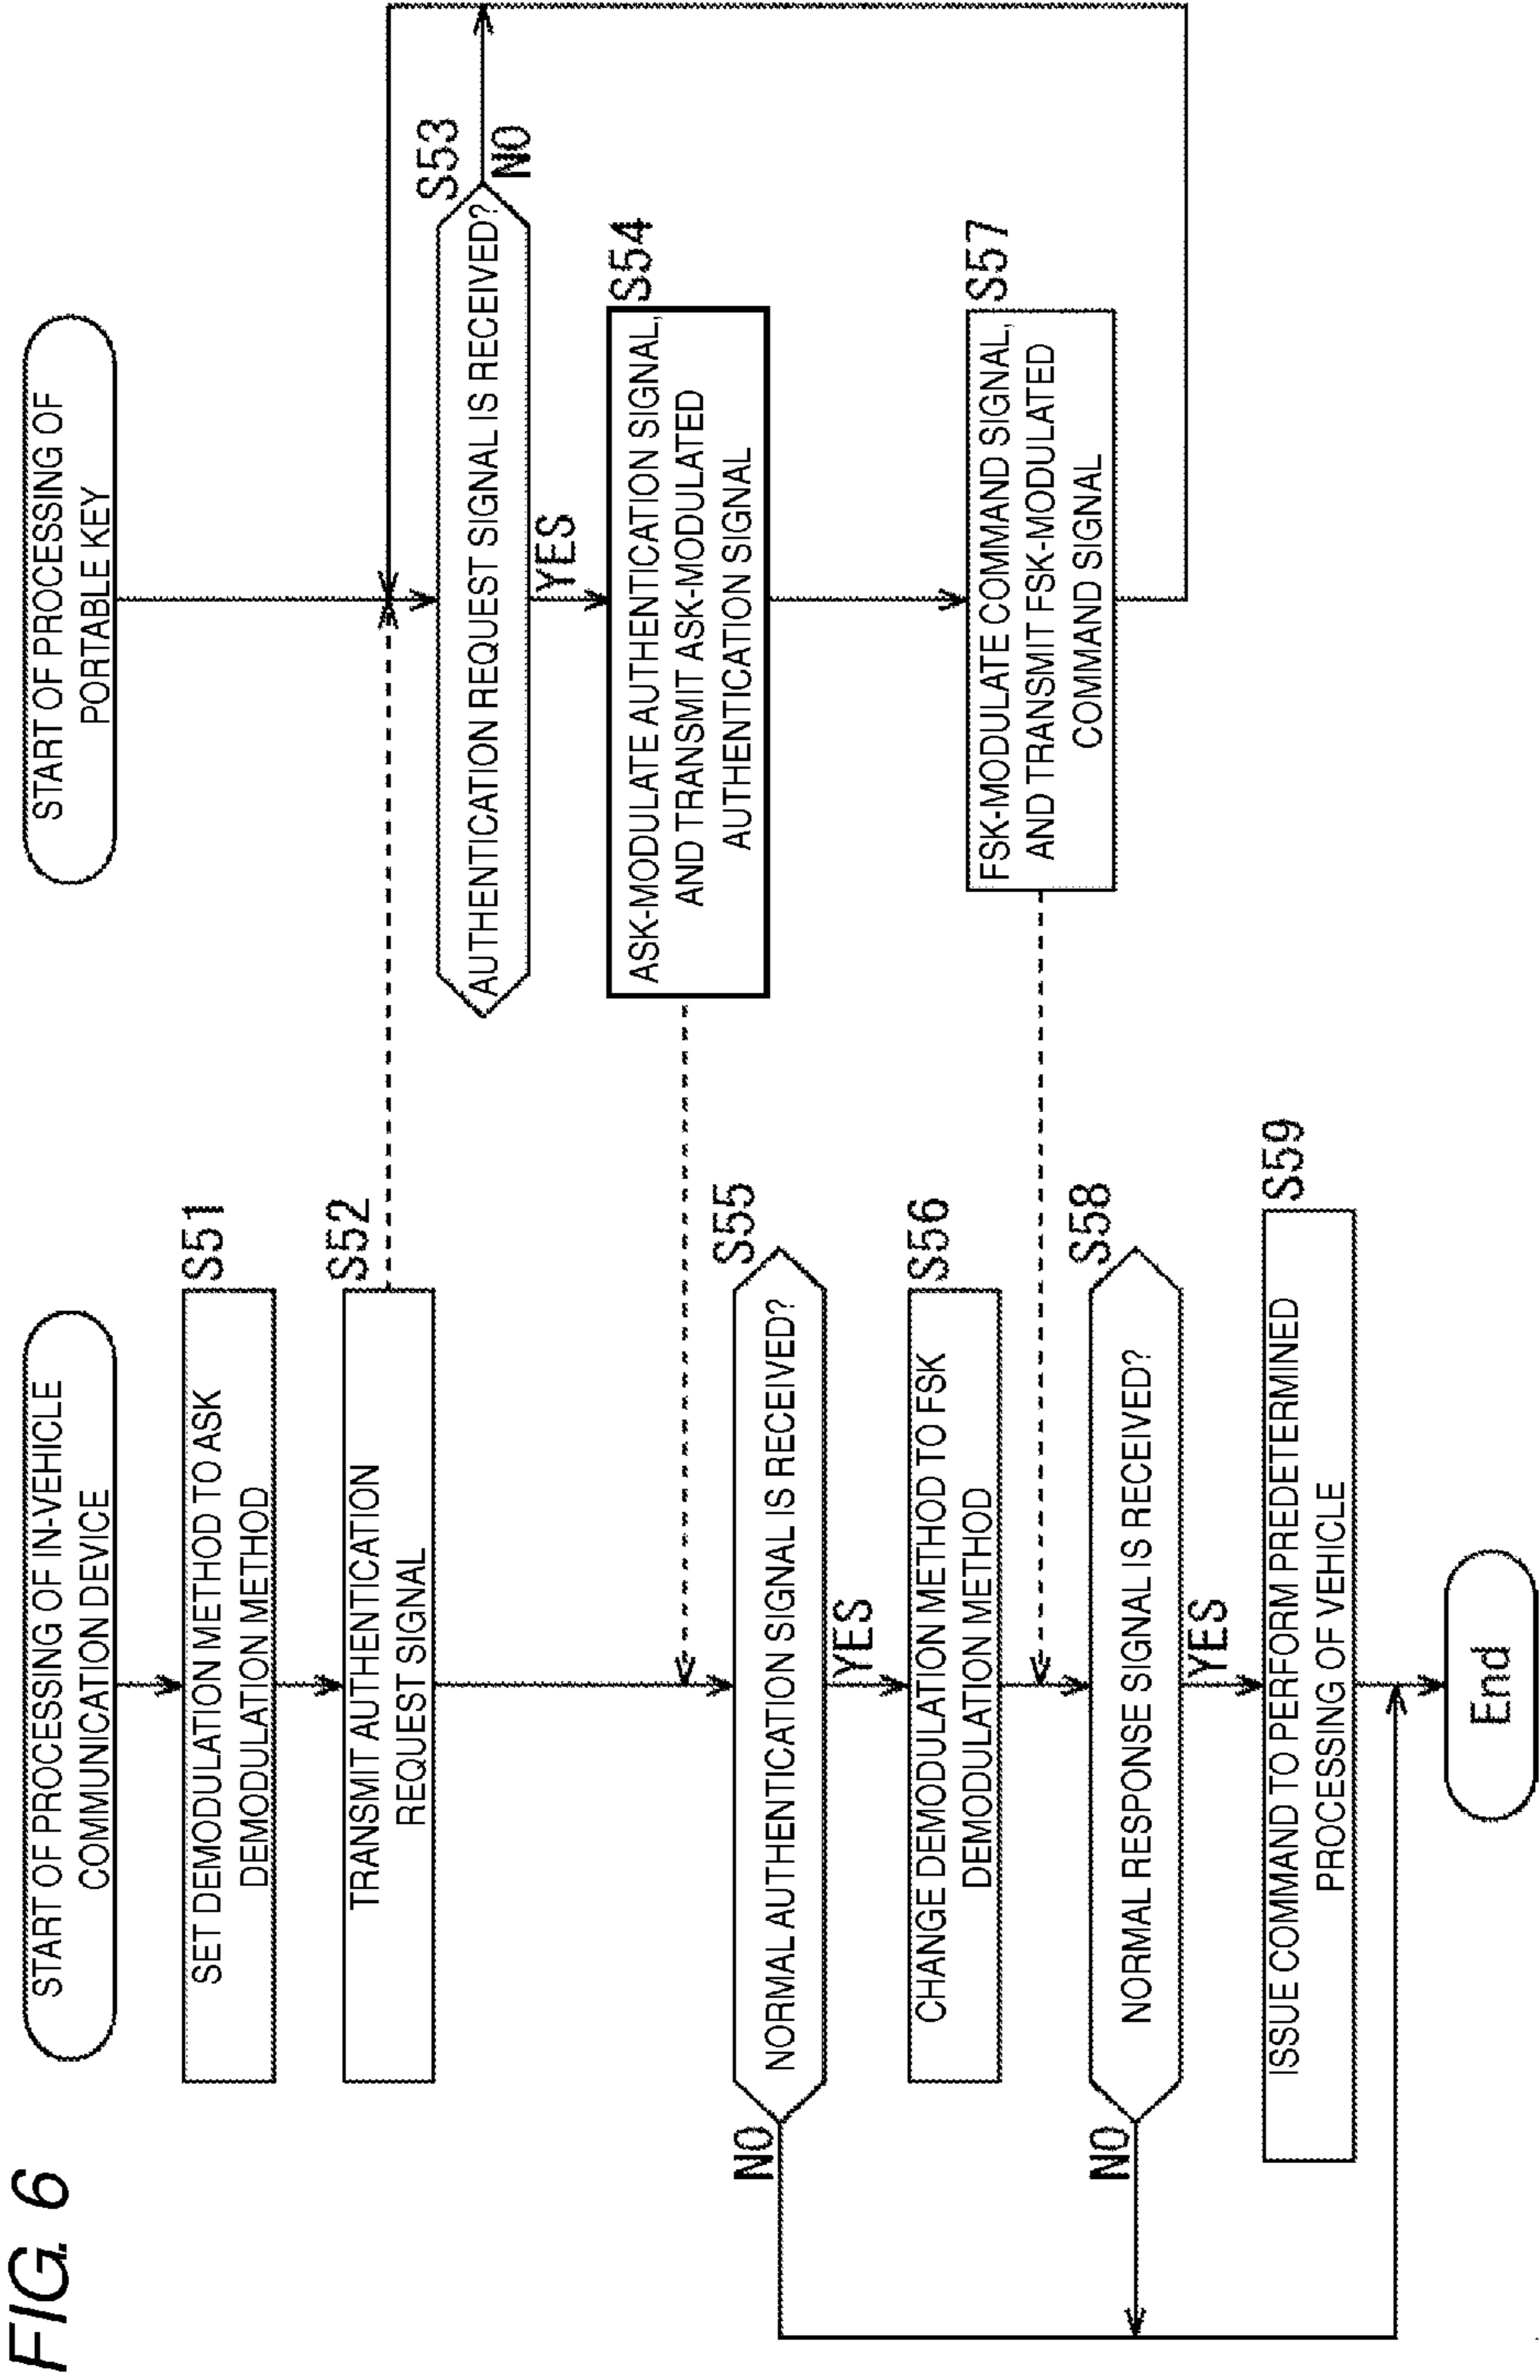 FIG. 6
START OF PROCESSING OF IN-VEHICLE
COMMUNICATION DEVICE
S51
SET DEMODULATION METHOD TO ASK
DEMODULATION METHOD
S52
TRANSMIT AUTHENTICATION
REQUEST SIGNAL
S55
NORMAL AUTHENTICATION SIGNAL IS RECEIVED?
NO
YES
S56
CHANGE DEMODULATION METHOD TO FSK
DEMODULATION METHOD
S58
NORMAL RESPONSE SIGNAL IS RECEIVED?
NO
YES
S59
ISSUE COMMAND TO PERFORM PREDETERMINED
PROCESSING OF VEHICLE
End
START OF PROCESSING OF
PORTABLE KEY
S53
AUTHENTICATION REQUEST SIGNAL IS RECEIVED?
NO
YES
S54
ASK-MODULATE AUTHENTICATION SIGNAL,
AND TRANSMIT ASK-MODULATED
AUTHENTICATION SIGNAL
S57
FSK-MODULATE COMMAND SIGNAL,
AND TRANSMIT FSK-MODULATED
COMMAND SIGNAL